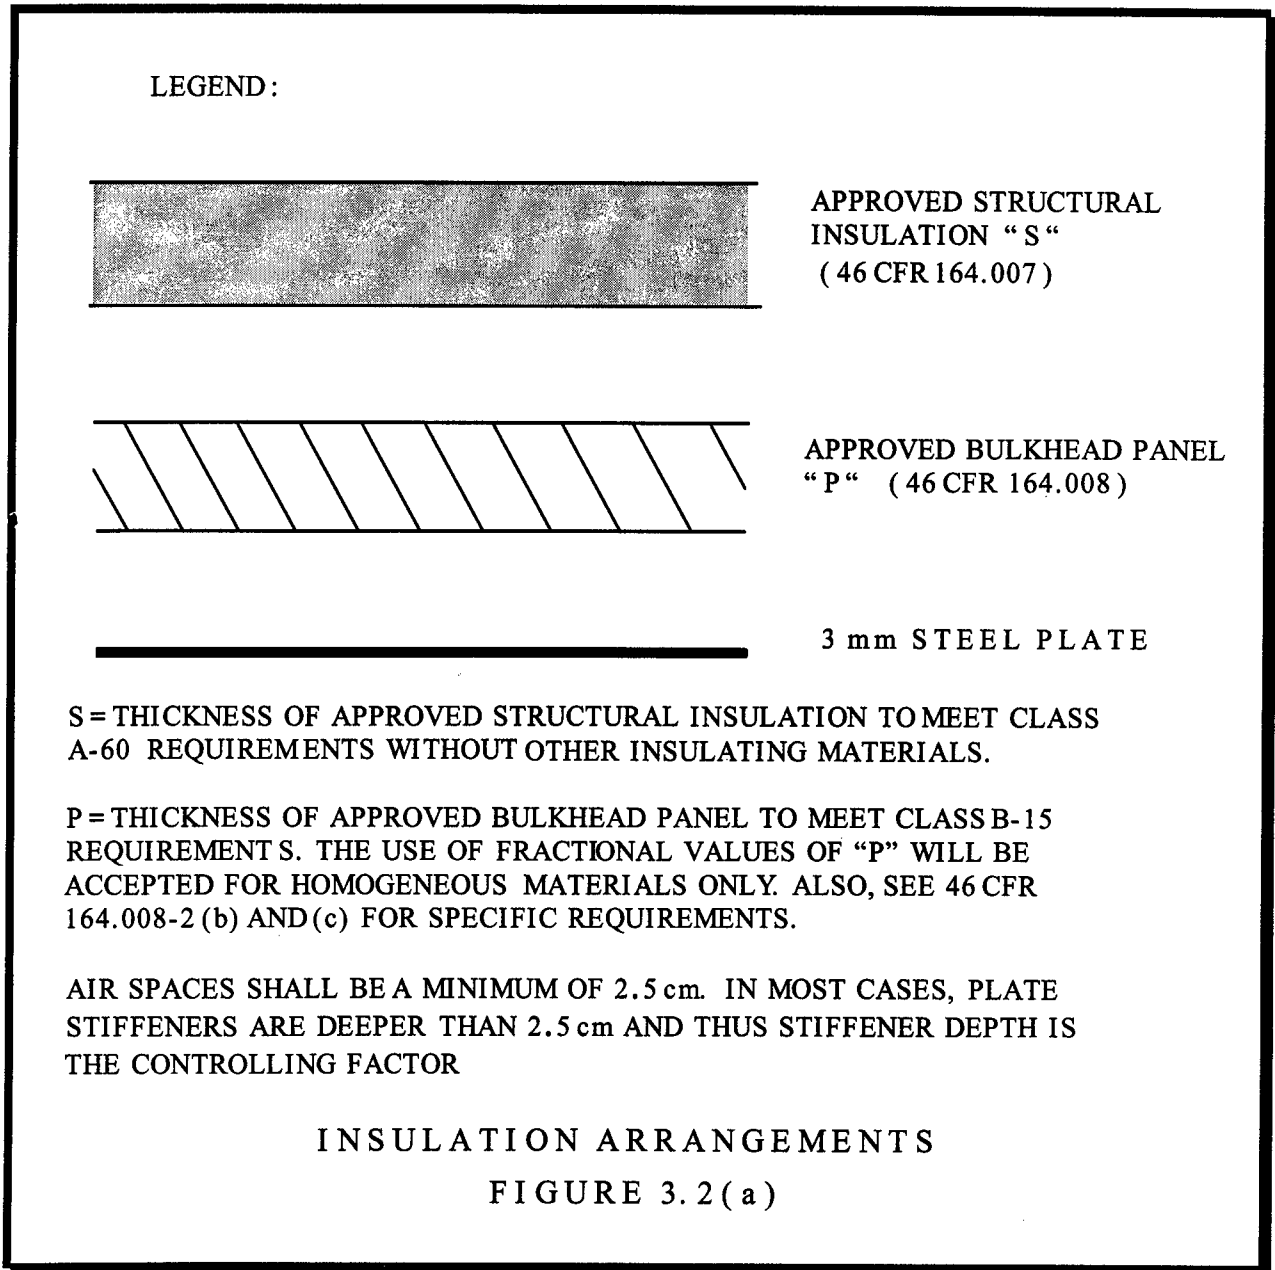 LEGEND:
APPROVED STRUCTURAL
INSULATION “S“
(46 CFR 164.007)
APPROVED BULKHEAD PANEL
“P“ (46 CFR 164.008)
3 mm STEEL PLATE
S = THICKNESS OF APPROVED STRUCTURAL INSULATION TO MEET CLASS
A-60 REQUIREMENTS WITHOUT OTHER INSULATING MATERIALS.
P = THICKNESS OF APPROVED BULKHEAD PANEL TO MEET CLASS B-15
REQUIREMENTS. THE USE OF FRACTIONAL VALUES OF “P” WILL BE
ACCEPTED FOR HOMOGENEOUS MATERIALS ONLY. ALSO, SEE 46 CFR
164.008-2 (b) AND (c) FOR SPECIFIC REQUIREMENTS.
AIR SPACES SHALL BE A MINIMUM OF 2.5 cm. IN MOST CASES, PLATE
STIFFENERS ARE DEEPER THAN 2.5 cm AND THUS STIFFENER DEPTH IS
THE CONTROLLING FACTOR
INSULATION ARRANGEMENTS
FIGURE 3.2(a)